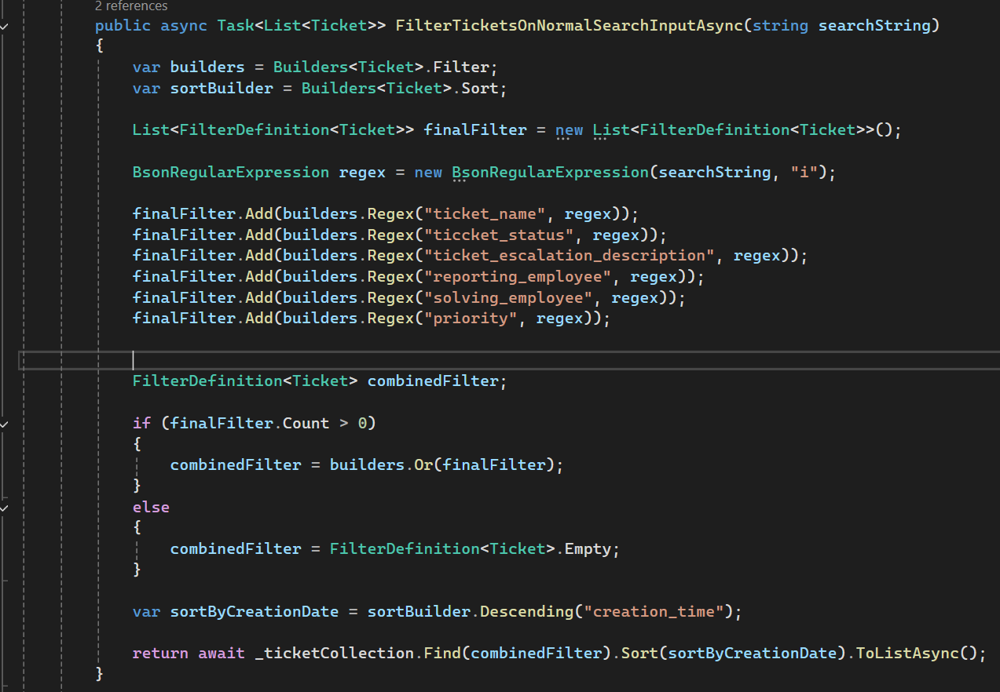 2 references
public async Task<List<Ticket>> FilterTicketsOnNormalSearchInputAsync(string searchString)
{
var builders = Builders<Ticket>.Filter;
var sortBuilder = Builders<Ticket>.Sort;
List<FilterDefinition<Ticket>> finalFilter = new List<FilterDefinition<Ticket>>();
BsonRegularExpression regex = new BsonRegularExpression(searchString, "i");
finalFilter.Add(builders.Regex("ticket_name", regex));
finalFilter.Add(builders.Regex("ticcket_status", regex));
finalFilter.Add(builders.Regex("ticket_escalation_description", regex));
finalFilter.Add(builders.Regex("reporting_employee", regex));
finalFilter.Add(builders.Regex("solving_employee", regex));
finalFilter.Add(builders.Regex("priority", regex));
FilterDefinition<Ticket> combinedFilter;
if (finalFilter.Count > 0)
{
combinedFilter = builders.Or(finalFilter);
}
else
{
combinedFilter = FilterDefinition<Ticket>.Empty;
}
var sortByCreationDate = sortBuilder.Descending("creation_time");
return await _ticketCollection.Find(combinedFilter).Sort(sortByCreationDate).ToListAsync();
}